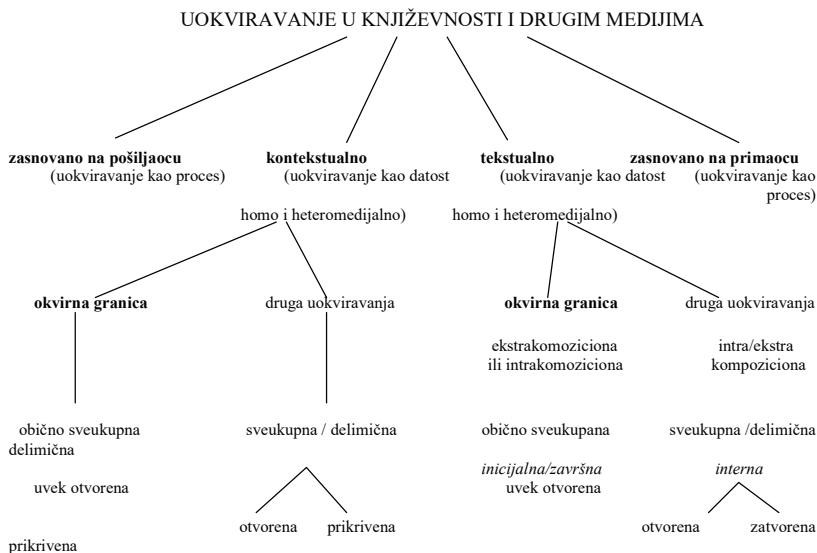 UOKVIRAVANJE U KNJIŽEVNOSTI I DRUGIM MEDIJIMA
zasnovano na pošiljaocu kontekstualno tekstualno zasnovano na primaocu
(uokviravanje kao proces) (uokviravanje kao datost (uokviravanje kao datost (uokviravanje kao
proces)
homo i heteromedijalno) homo i heteromedijalno)
okvirna granica druga uokviravanja okvirna granica druga uokviravanja
ekstrakomoziciona intra/ekstra
ili intrakomoziciona kompoziciona
obično sveukupna sveukupna / delimična obično sveukupana sveukupna /delimična
delimična
inicijalna/završna interna
uvek otvorena uvek otvorena
otvorena prikrivena otvorena zatvorena
prikrivena